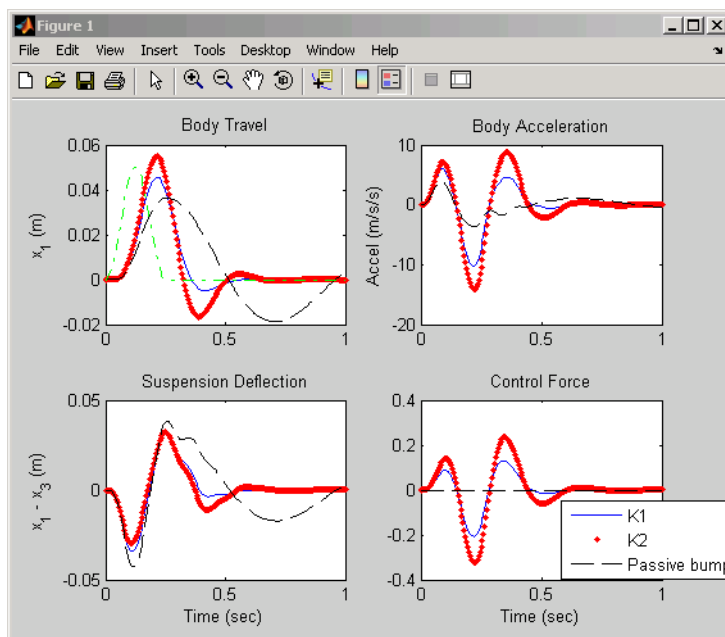 Figure 1
File Edit View Insert Tools Desktop Window Help
Body Travel
0.06
0.04
0.02
0
-0.02
x1 (m)
0
0.5
1
Body Acceleration
10
0
-10
-20
Accel (m/s/s)
0
0.5
1
Suspension Deflection
0.05
0
-0.05
x1 - x3 (m)
0
0.5
1
Time (sec)
Control Force
0.4
0.2
0
-0.2
-0.4
0
0.5
1
Time (sec)
K1
K2
Passive bump